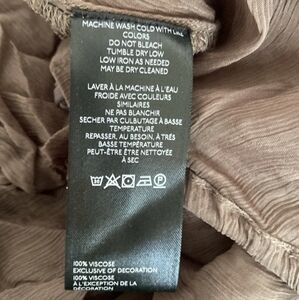 MACHINE WASH COLD WITH LIKE
COLORS
DO NOT BLEACH
TUMBLE DRY LOW
LOW IRON AS NEEDED
MAY BE DRY CLEANED
LAVER À LA MACHINE À L'EAU
FROIDE AVEC COULEURS
SIMILAIRES
NE PAS BLANCHIR
SECHER PAR CULBUTAGE À BASSE
TEMPERATURE
REPASSER, AU BESOIN, À TRÈS
BASSE TEMPÉRATURE
PEUT-ÊTRE ÊTRE NETTOYÉE
À SEC
100% VISCOSE
EXCLUSIVE OF DECORATION
100% VISCOSE
À L'EXCEPTION DE LA
DÉCORATION